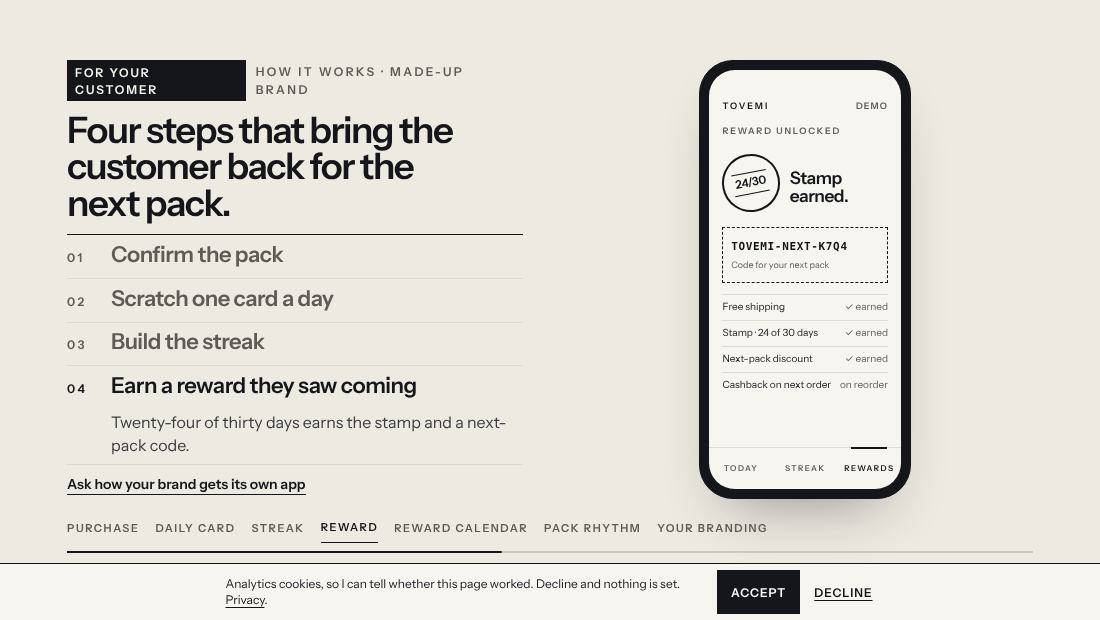 FOR YOUR
CUSTOMER
HOW IT WORKS · MADE-UP
BRAND
Four steps that bring the
customer back for the
next pack.
01 Confirm the pack
02 Scratch one card a day
03 Build the streak
04 Earn a reward they saw coming
Twenty-four of thirty days earns the stamp and a next-
pack code.
Ask how your brand gets its own app
TOVEMI DEMO
REWARD UNLOCKED
24/30
Stamp
earned.
TOVEMI-NEXT-K7Q4
Code for your next pack
Free shipping ✓ earned
Stamp · 24 of 30 days ✓ earned
Next-pack discount ✓ earned
Cashback on next order on reorder
TODAY STREAK REWARDS
PURCHASE DAILY CARD STREAK REWARD REWARD CALENDAR PACK RHYTHM YOUR BRANDING
Analytics cookies, so I can tell whether this page worked. Decline and nothing is set.
Privacy.
ACCEPT DECLINE